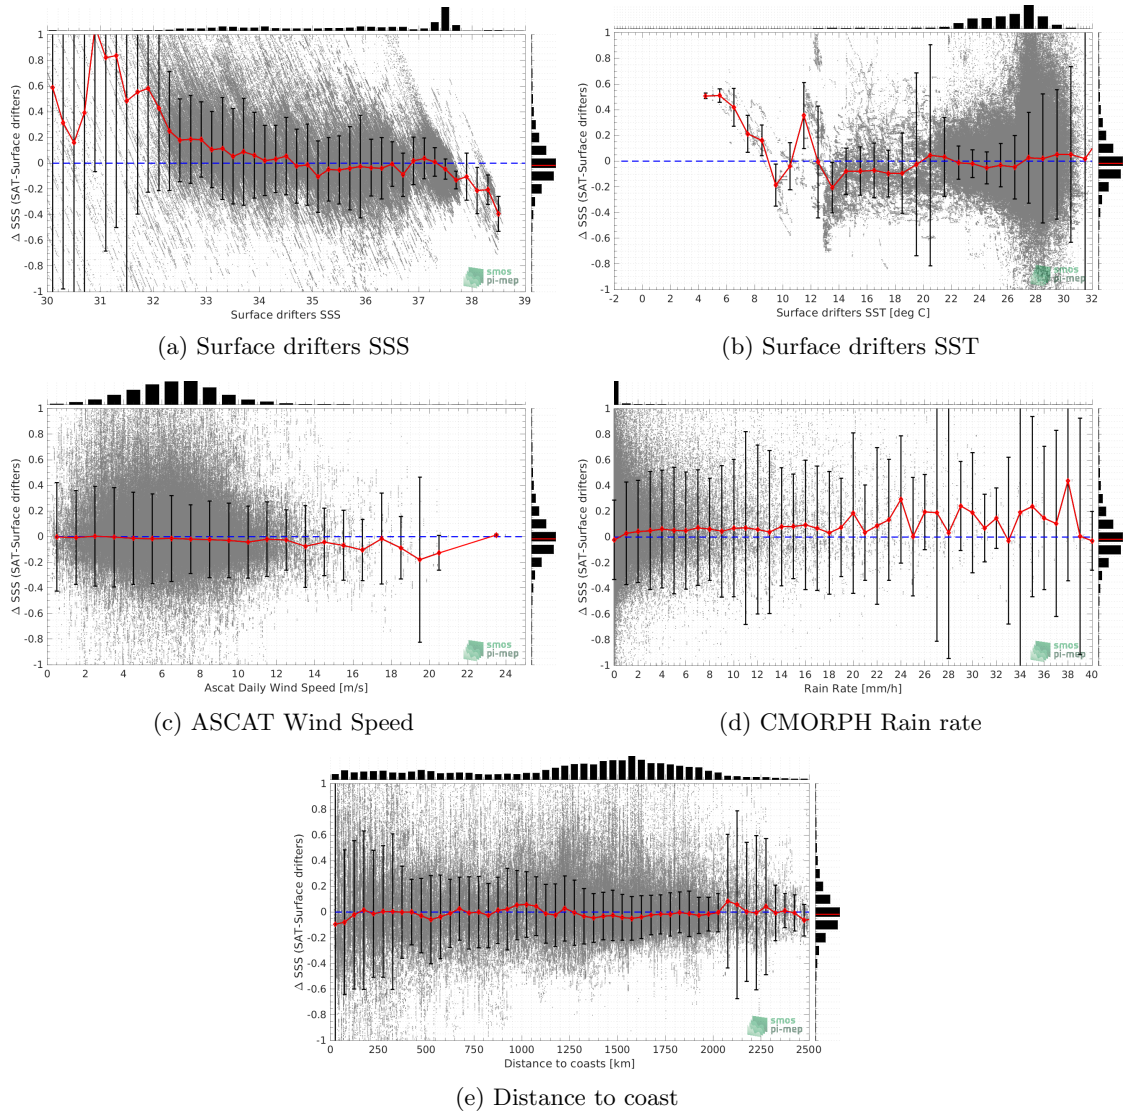 Δ SSS (SAT-Surface drifters)
1
0.8
0.6
0.4
0.2
0
-0.2
-0.4
-0.6
-0.8
-1
30 31 32 33 34 35 36 37 38 39
Surface drifters SSS
smos
pi-mep
(a) Surface drifters SSS
Δ SSS (SAT-Surface drifters)
1
0.8
0.6
0.4
0.2
0
-0.2
-0.4
-0.6
-0.8
-1
-2 0 2 4 6 8 10 12 14 16 18 20 22 24 26 28 30 32
Surface drifters SST [deg C]
smos
pi-mep
(b) Surface drifters SST
Δ SSS (SAT-Surface drifters)
1
0.8
0.6
0.4
0.2
0
-0.2
-0.4
-0.6
-0.8
-1
0 2 4 6 8 10 12 14 16 18 20 22 24
Ascat Daily Wind Speed [m/s]
smos
pi-mep
(c) ASCAT Wind Speed
Δ SSS (SAT-Surface drifters)
1
0.8
0.6
0.4
0.2
0
-0.2
-0.4
-0.6
-0.8
-1
0 2 4 6 8 10 12 14 16 18 20 22 24 26 28 30 32 34 36 38 40
Rain Rate [mm/h]
smos
pi-mep
(d) CMORPH Rain rate
Δ SSS (SAT-Surface drifters)
1
0.8
0.6
0.4
0.2
0
-0.2
-0.4
-0.6
-0.8
-1
0 250 500 750 1000 1250 1500 1750 2000 2250 2500
Distance to coasts [km]
smos
pi-mep
(e) Distance to coast